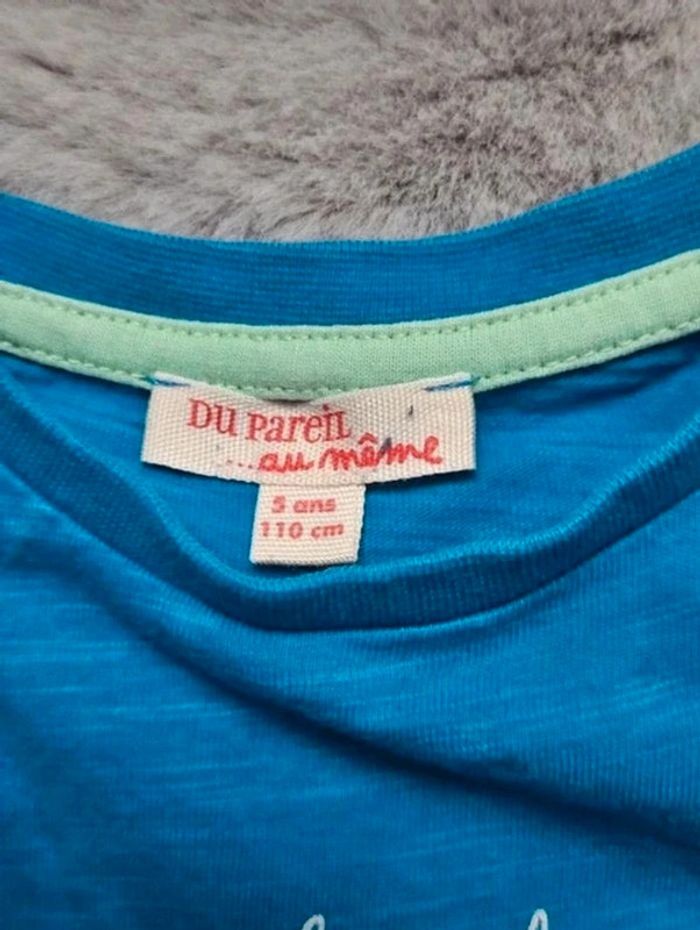 Du Pareil
...au même
5 ans
110 cm